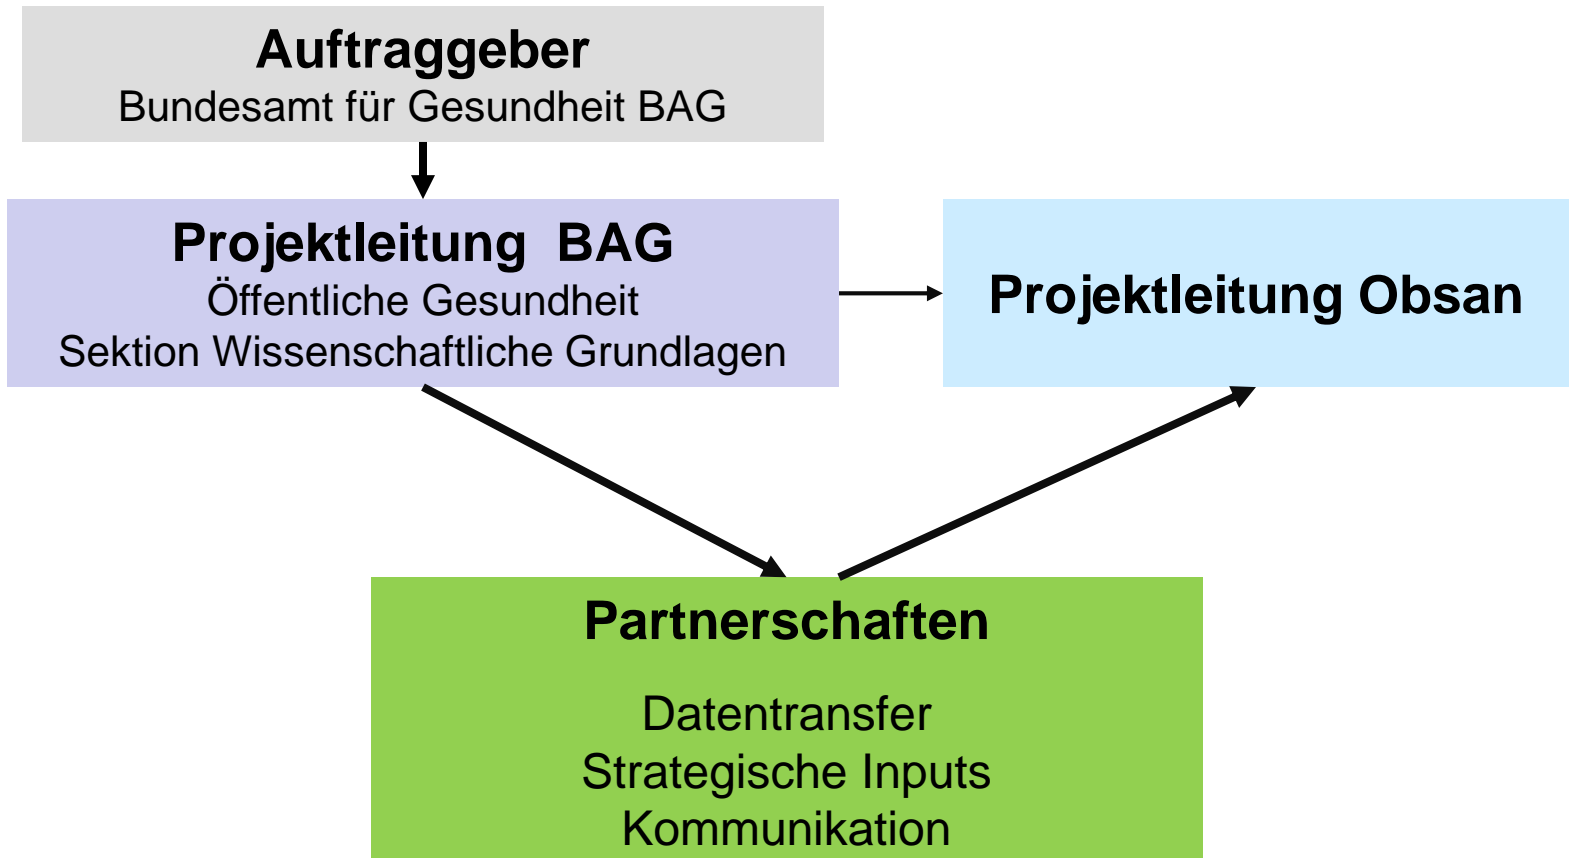 Auftraggeber
Bundesamt für Gesundheit BAG
Projektleitung BAG
Öffentliche Gesundheit
Sektion Wissenschaftliche Grundlagen
Projektleitung Obsan
Partnerschaften
Datentransfer
Strategische Inputs
Kommunikation